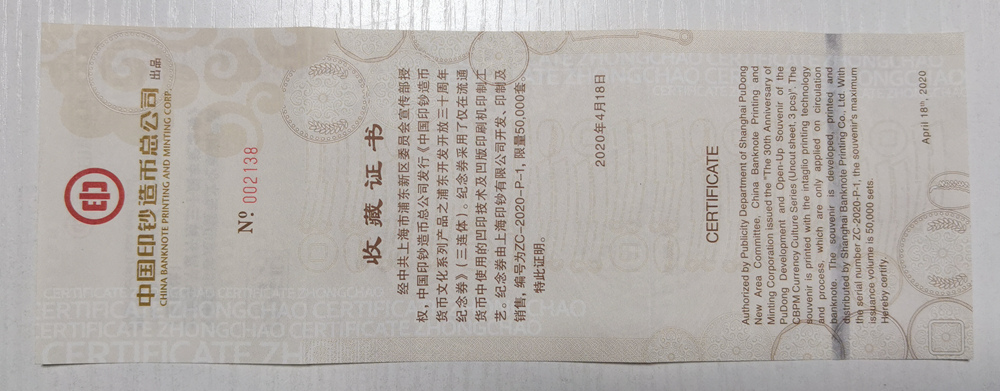 中国印钞造币总公司 出品
CHINA BANKNOTE PRINTING AND MINTING CORP.
Nº 002138
收藏证书
经中共上海市浦东新区委员会宣传部授
权，中国印钞造币总公司发行《中国印钞造币
货币文化系列产品之浦东开发开放三十周年
纪念券》（三连体）。纪念券采用了仅在流通
货币中使用的凹印技术及凹版印刷机印制工
艺。纪念券由上海印钞有限公司开发、印制及
销售，编号为ZC-2020-P-1，限量50,000套。
特此证明。
2020年4月18日
CERTIFICATE
Authorized by Publicity Department of Shanghai PuDong
New Area Committee, China Banknote Printing and
Minting Corporation issued the "The 30th Anniversary of
PuDong Development and Open-Up Souvenir of the
CBPM Currency Culture Series (Uncut sheet, 3 pcs)". The
souvenir is printed with the intaglio printing technology
and process, which are only applied on circulation
banknote. The souvenir is developed, printed and
distributed by Shanghai Banknote Printing Co., Ltd. With
the serial number ZC-2020-P-1, the souvenir's maximum
issuance volume is 50,000 sets.
Hereby certify.
April 18th, 2020